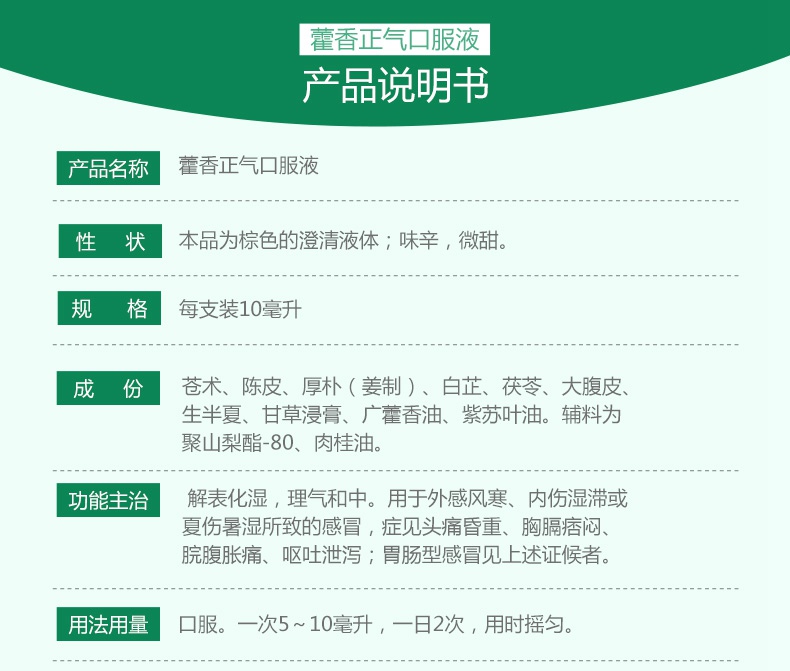 藿香正气口服液
产品说明书
产品名称 藿香正气口服液
性 状 本品为棕色的澄清液体；味辛，微甜。
规 格 每支装10毫升
成 份 苍术、陈皮、厚朴（姜制）、白芷、茯苓、大腹皮、
生半夏、甘草浸膏、广藿香油、紫苏叶油。辅料为
聚山梨酯-80、肉桂油。
功能主治 解表化湿，理气和中。用于外感风寒、内伤湿滞或
夏伤暑湿所致的感冒，症见头痛昏重、胸膈痞闷、
脘腹胀痛、呕吐泄泻；胃肠型感冒见上述证候者。
用法用量 口服。一次5～10毫升，一日2次，用时摇匀。